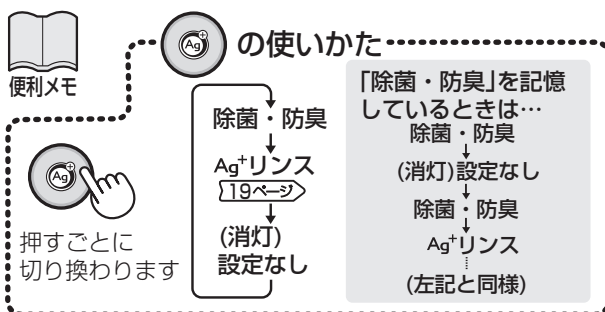 便利メモ
Ag+ の使いかた
Ag+
押すごとに
切り換わります
除菌・防臭
Ag+リンス
19ページ
(消灯)
設定なし
「除菌・防臭」を記憶
しているときは…
除菌・防臭
(消灯)設定なし
除菌・防臭
Ag+リンス
(左記と同様)